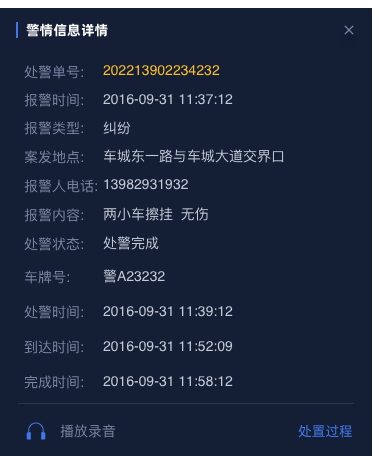 警情信息详情
处警单号: 202213902234232
报警时间: 2016-09-31 11:37:12
报警类型: 纠纷
案发地点: 车城东一路与车城大道交界口
报警人电话: 13982931932
报警内容: 两小车擦挂 无伤
处警状态: 处警完成
车牌号: 警A23232
处警时间: 2016-09-31 11:39:12
到达时间: 2016-09-31 11:52:09
完成时间: 2016-09-31 11:58:12
播放录音 处置过程